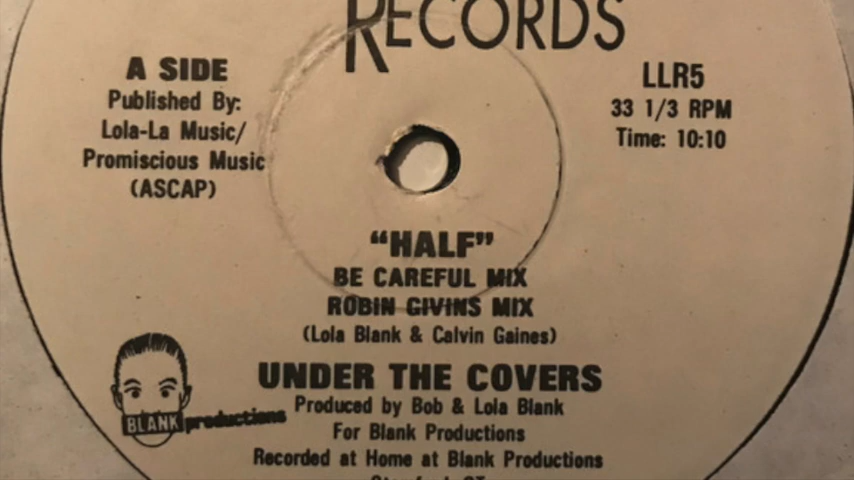 RECORDS
A SIDE
Published By:
Lola-La Music/
Promiscious Music
(ASCAP)
LLR5
33 1/3 RPM
Time: 10:10
"HALF"
BE CAREFUL MIX
ROBIN GIVINS MIX
(Lola Blank & Calvin Gaines)
UNDER THE COVERS
Produced by Bob & Lola Blank
For Blank Productions
Recorded at Home at Blank Productions
BLANK productions